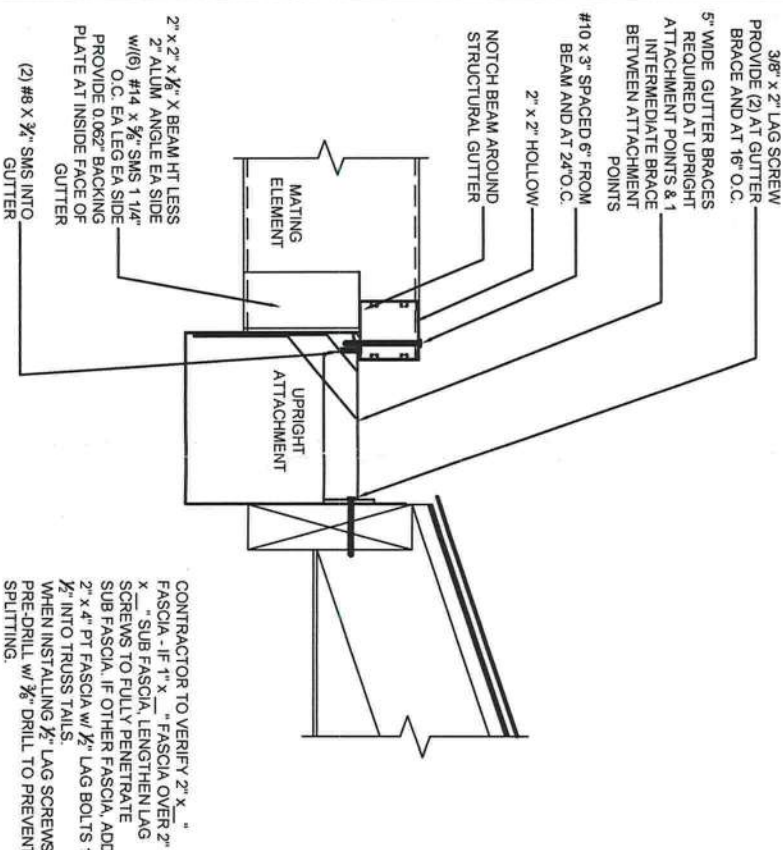 3/8" x 2" LAG SCREW
PROVIDE (2) AT GUTTER
BRACE AND AT 16" O.C.
5" WIDE GUTTER BRACES
REQUIRED AT UPRIGHT
ATTACHMENT POINTS & 1
INTERMEDIATE BRACE
BETWEEN ATTACHMENT
POINTS
#10 x 3" SPACED 6" FROM
BEAM AND AT 24"O.C.
2" x 2" HOLLOW
NOTCH BEAM AROUND
STRUCTURAL GUTTER
2" x 2" x ⅛" X BEAM HT LESS
2" ALUM ANGLE EA SIDE
w/(6) #14 x ⅝" SMS 1 1/4"
O.C. EA LEG EA SIDE
PROVIDE 0.062" BACKING
PLATE AT INSIDE FACE OF
GUTTER
(2) #8 X ¾" SMS INTO
GUTTER
MATING
ELEMENT
UPRIGHT
ATTACHMENT
CONTRACTOR TO VERIFY 2" x __"
FASCIA - IF 1" x __" FASCIA OVER 2"
x __" SUB FASCIA, LENGTHEN LAG
SCREWS TO FULLY PENETRATE
SUB FASCIA. IF OTHER FASCIA, ADD
2" x 4" PT FASCIA w/ ½" LAG BOLTS
½" INTO TRUSS TAILS.
WHEN INSTALLING ½" LAG SCREWS
PRE-DRILL w/ ⅜" DRILL TO PREVENT
SPLITTING.